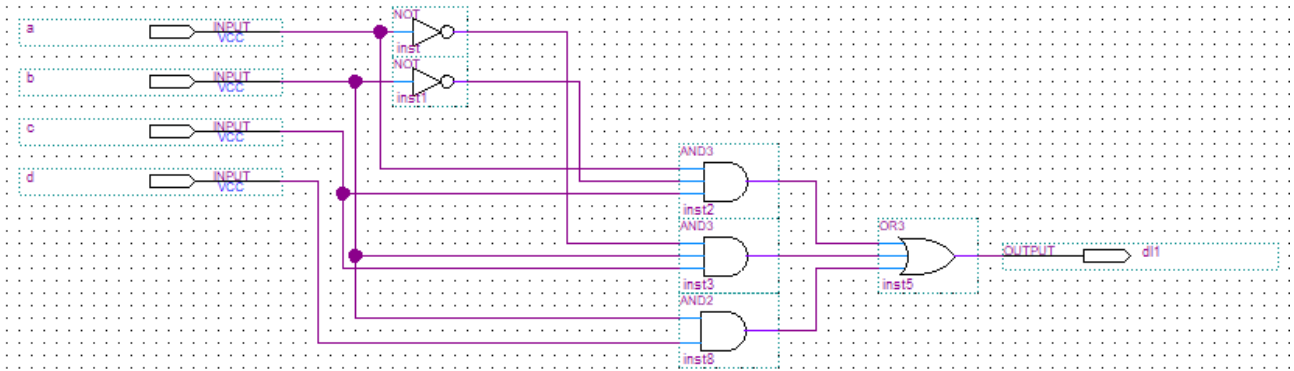 a INPUT VCC NOT inst
b INPUT VCC NOT inst1
c INPUT VCC
d INPUT VCC
AND3
inst2
AND3 OR3
OUTPUT dl1
inst3 inst5
AND2
inst8